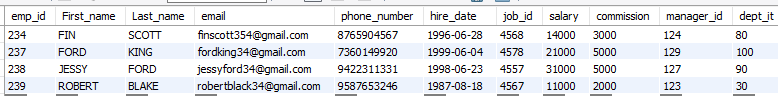 emp_id First_name Last_name email phone_number hire_date job_id salary commission manager_id dept_it
234 FIN SCOTT finscott354@gmail.com 8765904567 1996-06-28 4568 14000 3000 124 80
237 FORD KING fordking34@gmail.com 7360149920 1999-06-04 4578 21000 5000 129 100
238 JESSY FORD jessyford34@gmail.com 9422311331 1998-06-23 4557 31000 5000 127 90
239 ROBERT BLAKE robertblack34@gmail.com 9587653246 1987-08-18 4567 11000 2000 123 30